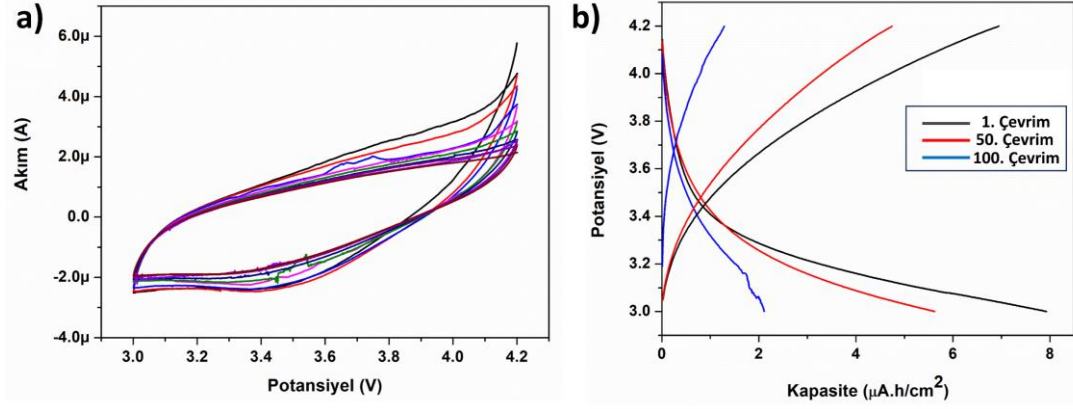 a)
6.0µ
4.0µ
2.0µ
0.0
-2.0µ
-4.0µ
Akım (A)
3.0 3.2 3.4 3.6 3.8 4.0 4.2
Potansiyel (V)
b)
4.2
4.0
3.8
3.6
3.4
3.2
3.0
Potansiyel (V)
1. Çevrim
50. Çevrim
100. Çevrim
0 2 4 6 8
Kapasite (µA.h/cm²)